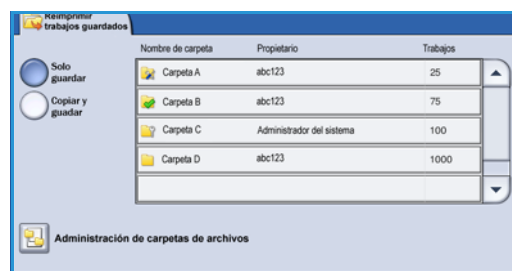 Reimprimir
trabajos guardados
Nombre de carpeta Propietario Trabajos
Solo
guardar
Carpeta A abc123 25
Copiar y
guadar
Carpeta B abc123 75
Carpeta C Administrador del sistema 100
Carpeta D abc123 1000
Administración de carpetas de archivos